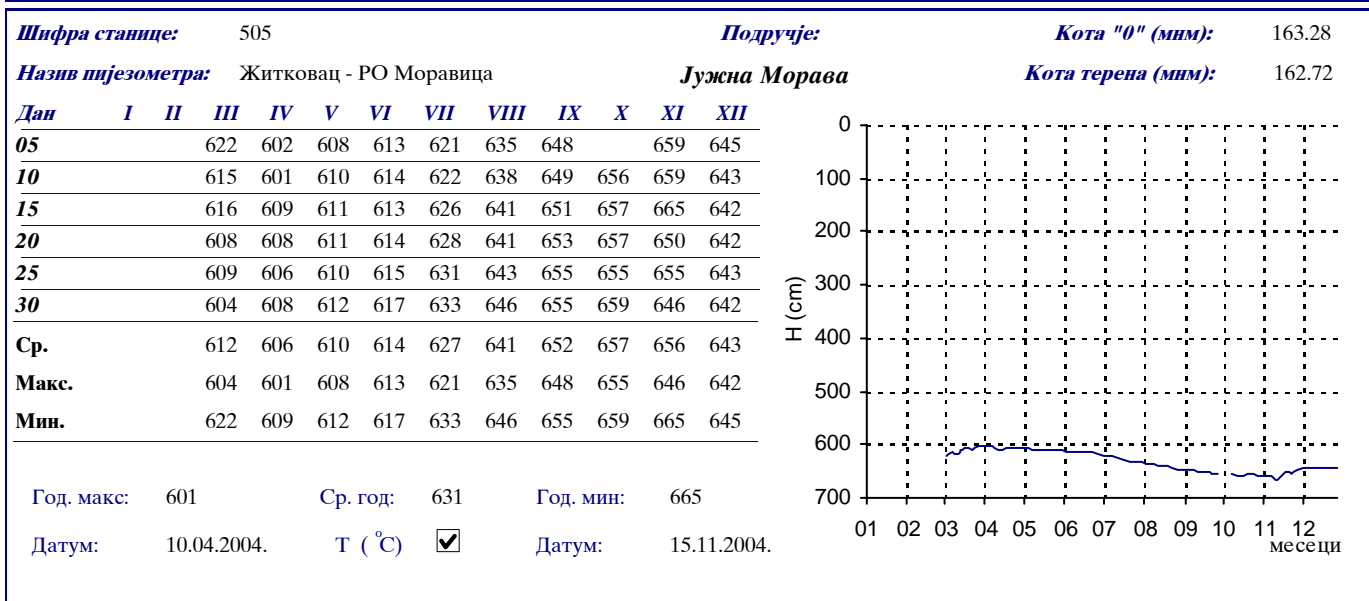 Шифра станице: 505 Подручје: Кота "0" (мнм): 163.28
Назив пијезометра: Житковац - РО Моравица Јужна Морава Кота терена (мнм): 162.72
Дан I II III IV V VI VII VIII IX X XI XII
05 622 602 608 613 621 635 648 659 645
10 615 601 610 614 622 638 649 656 659 643
15 616 609 611 613 626 641 651 657 665 642
20 608 608 611 614 628 641 653 657 650 642
25 609 606 610 615 631 643 655 655 655 643
30 604 608 612 617 633 646 655 659 646 642
Ср. 612 606 610 614 627 641 652 657 656 643
Макс. 604 601 608 613 621 635 648 655 646 642
Мин. 622 609 612 617 633 646 655 659 665 645
Год. макс: 601 Ср. год: 631 Год. мин: 665
Датум: 10.04.2004. Т ( °С) Датум: 15.11.2004.
0
100
200
300
400
500
600
700
H (cm)
01 02 03 04 05 06 07 08 09 10 11 12
месеци